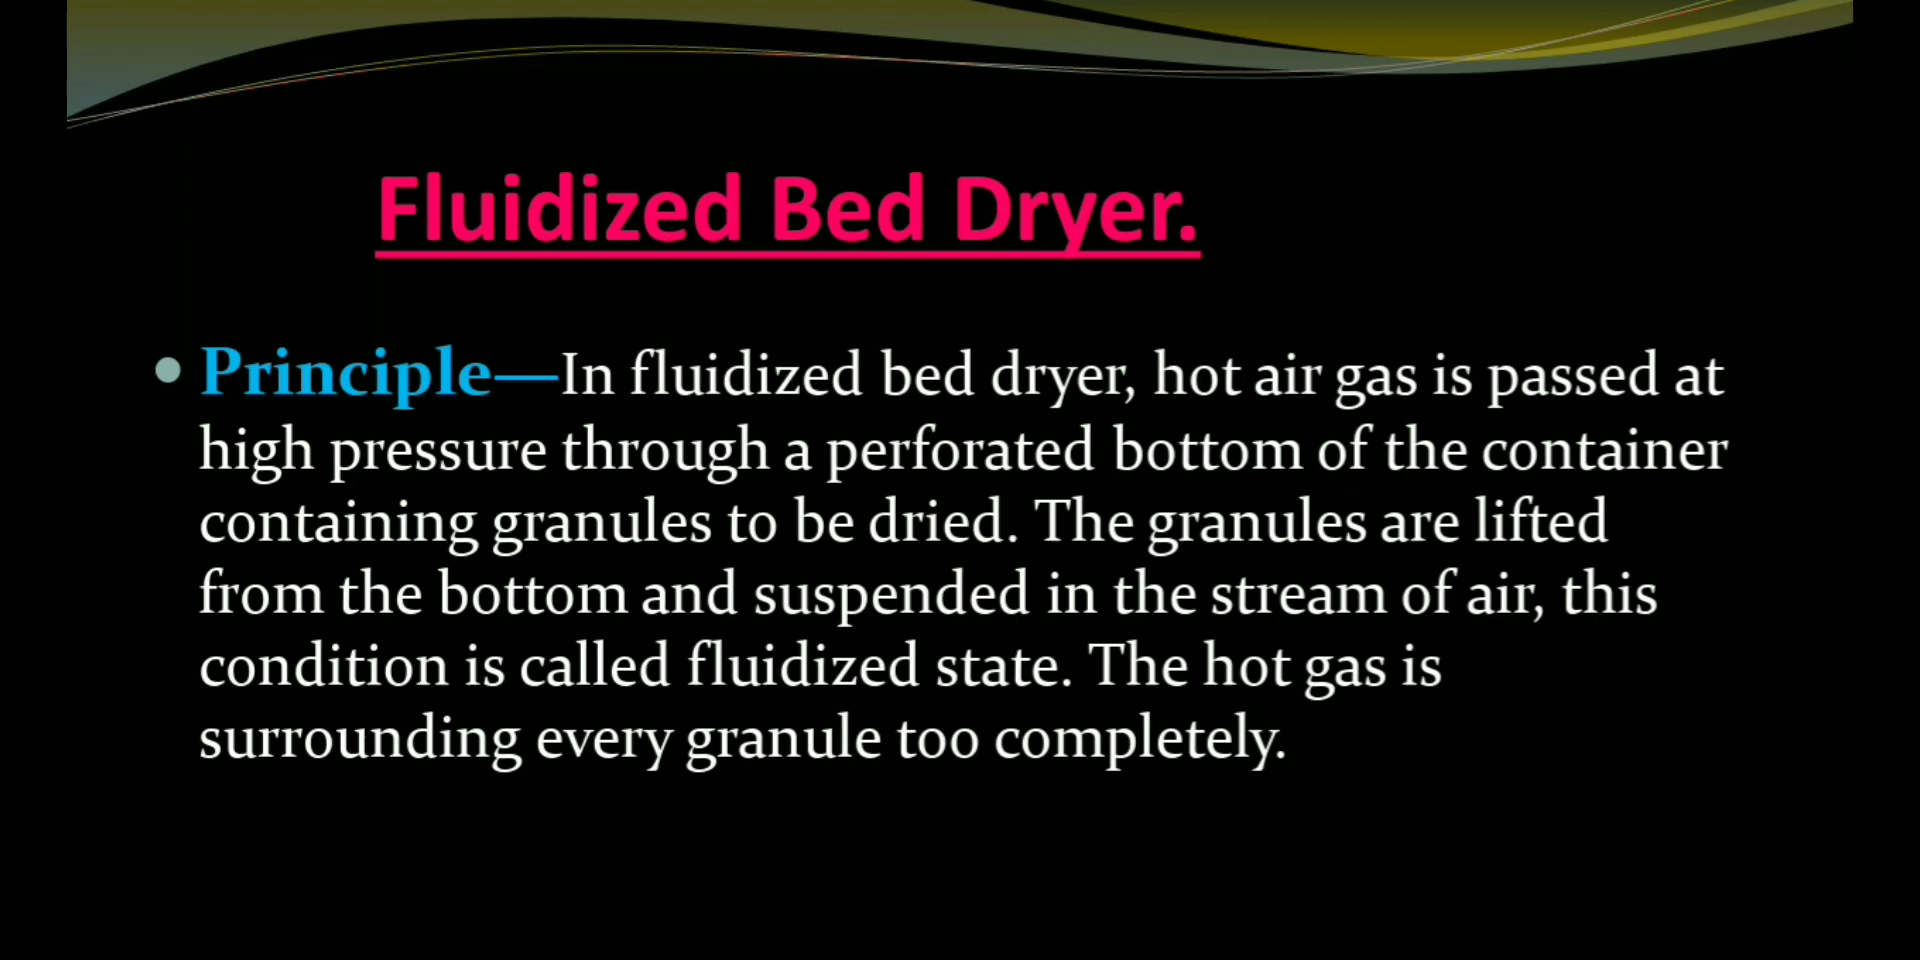 Fluidized Bed Dryer.
• Principle—In fluidized bed dryer, hot air gas is passed at
high pressure through a perforated bottom of the container
containing granules to be dried. The granules are lifted
from the bottom and suspended in the stream of air, this
condition is called fluidized state. The hot gas is
surrounding every granule too completely.